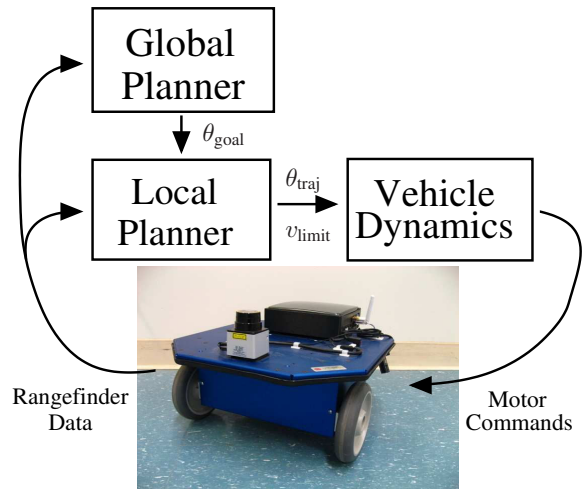 Global
Planner
θgoal
Local
Planner
θtraj
vlimit
Vehicle
Dynamics
Rangefinder
Data
Motor
Commands